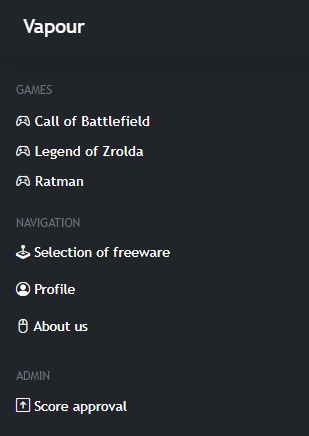 Vapour
GAMES
Call of Battlefield
Legend of Zrolda
Ratman
NAVIGATION
Selection of freeware
Profile
About us
ADMIN
Score approval